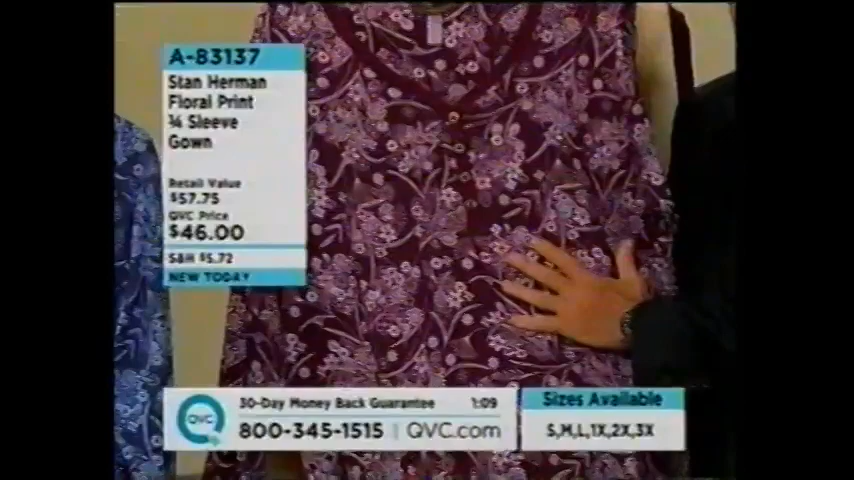 A-83137
Stan Herman
Floral Print
¾ Sleeve
Gown
Retail Value
$57.75
QVC Price
$46.00
S&H $5.72
NEW TODAY
QVC
30-Day Money Back Guarantee 1:09
800-345-1515 | QVC.com
Sizes Available
S,M,L,1X,2X,3X